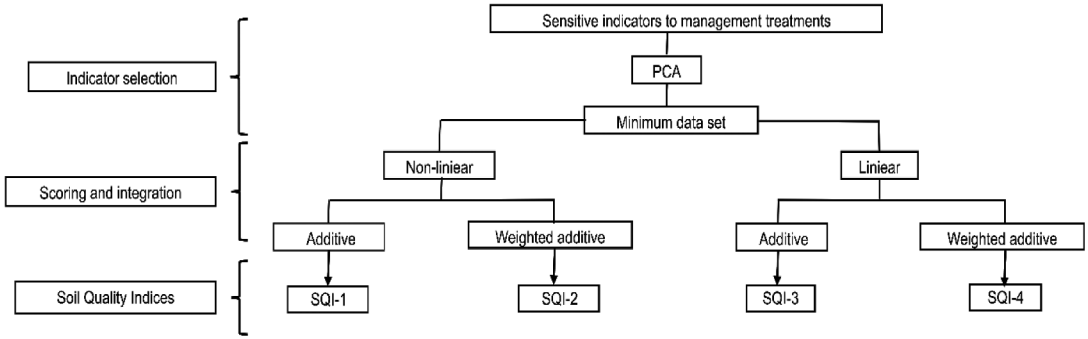 Sensitive indicators to management treatments
Indicator selection
PCA
Minimum data set
Non-liniear
Liniear
Scoring and integration
Additive
Weighted additive
Additive
Weighted additive
Soil Quality Indices
SQI-1
SQI-2
SQI-3
SQI-4